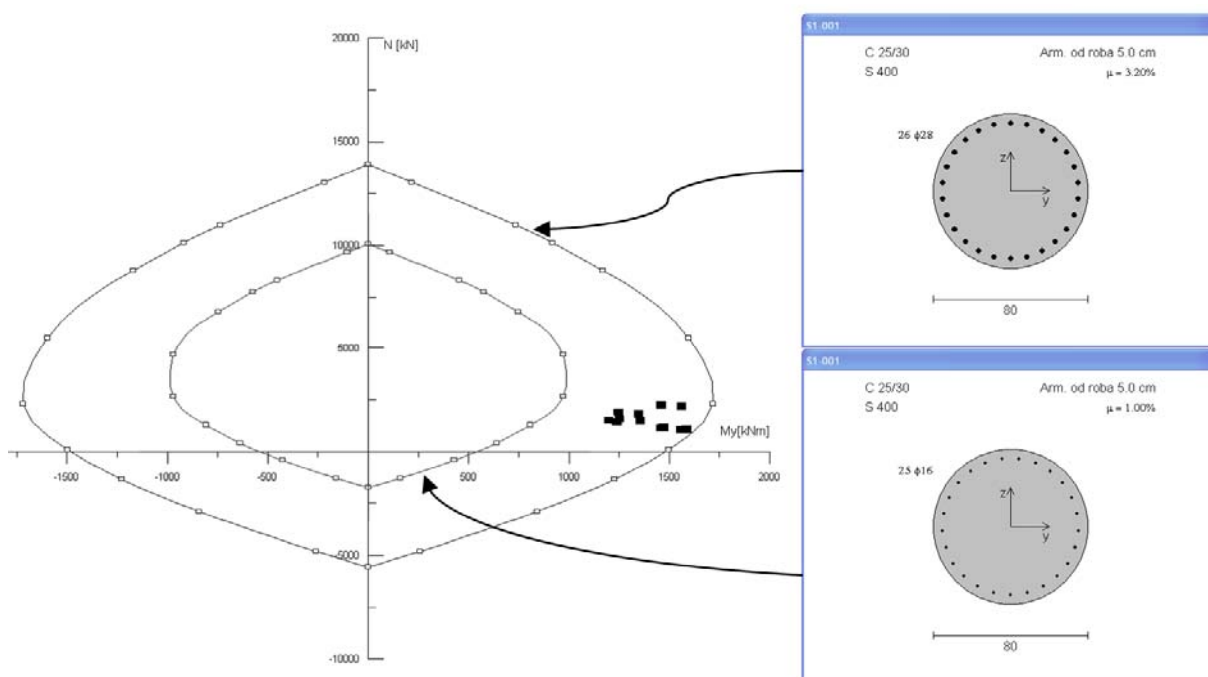 20000
N [kN]
15000
10000
5000
My[kNm]
-1500
-1000
-500
500
1000
1500
2000
-5000
-10000
S1-001
C 25/30
Arm. od roba 5.0 cm
S 400
μ = 3.20%
26 ϕ28
z
y
80
S1-001
C 25/30
Arm. od roba 5.0 cm
S 400
μ = 1.00%
25 ϕ16
z
y
80